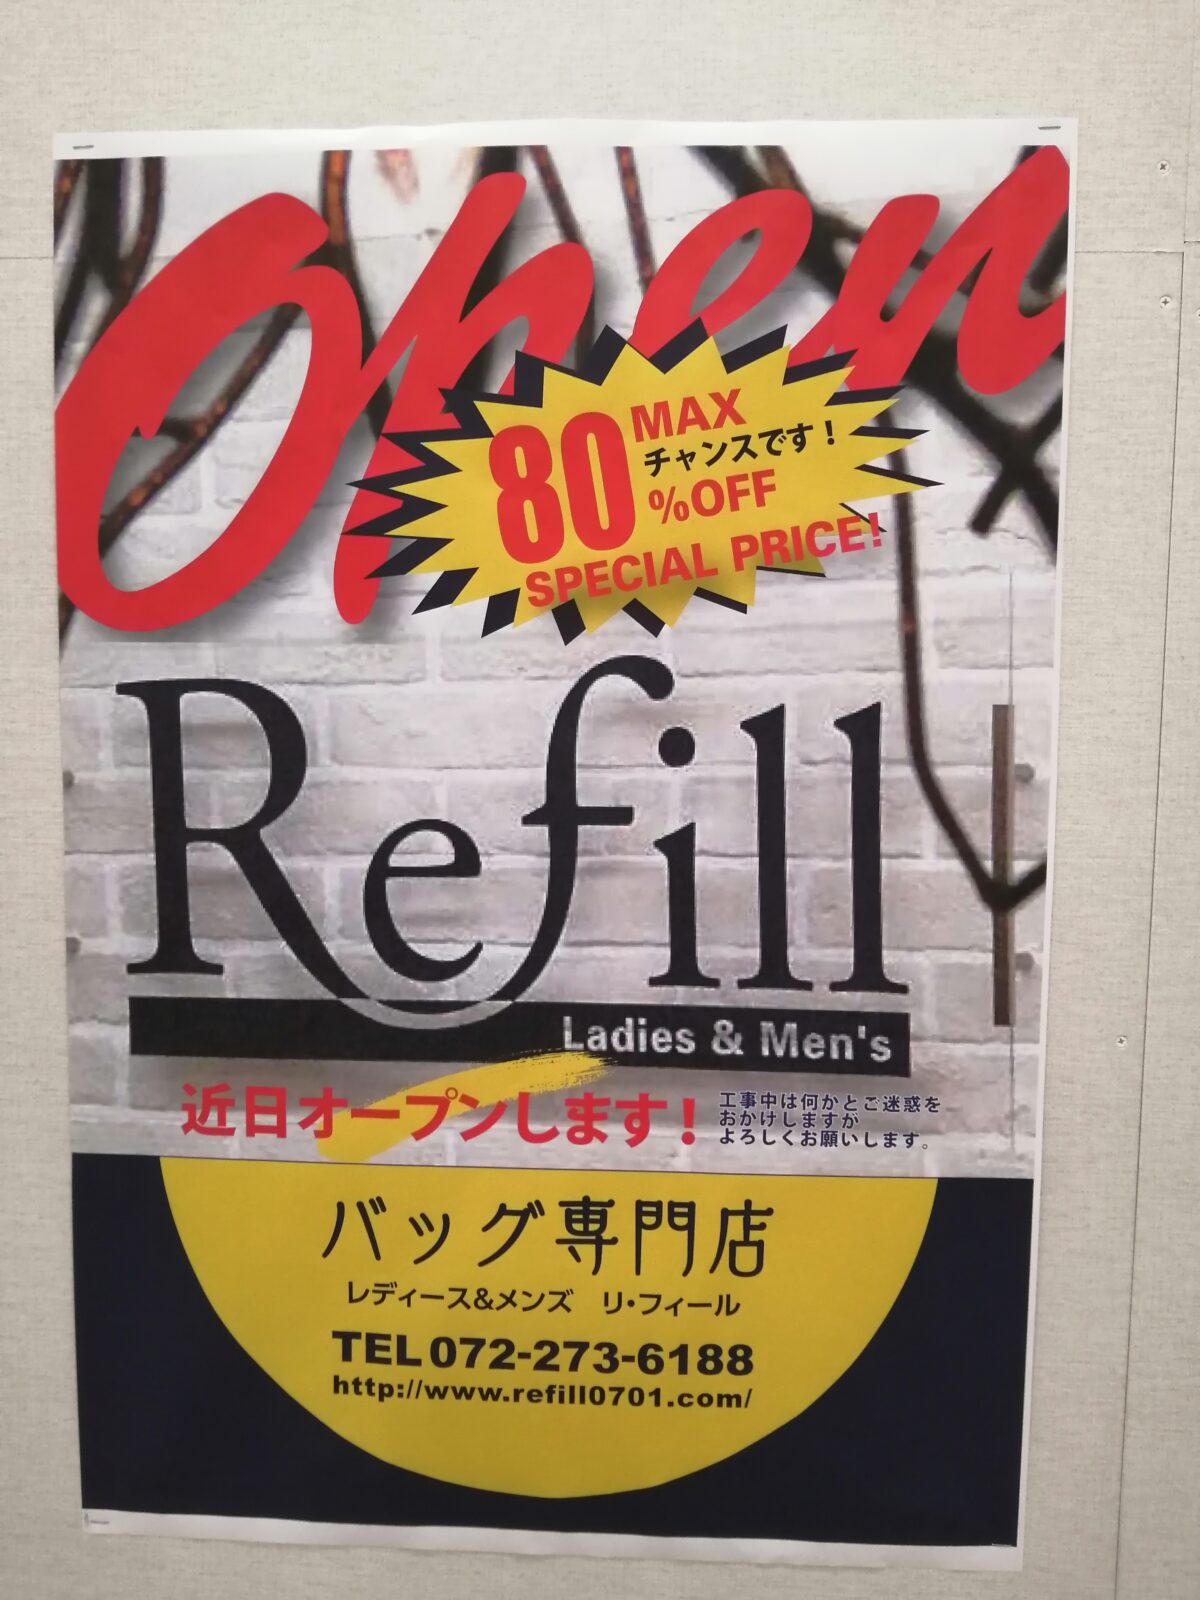 Open
80
MAX
チャンスです！
%OFF
SPECIAL PRICE!
Refill
Ladies & Men's
近日オープンします！
工事中は何かとご迷惑を
おかけしますが
よろしくお願いします。
バッグ専門店
レディース&メンズ リ・フィール
TEL 072-273-6188
http://www.refill0701.com/